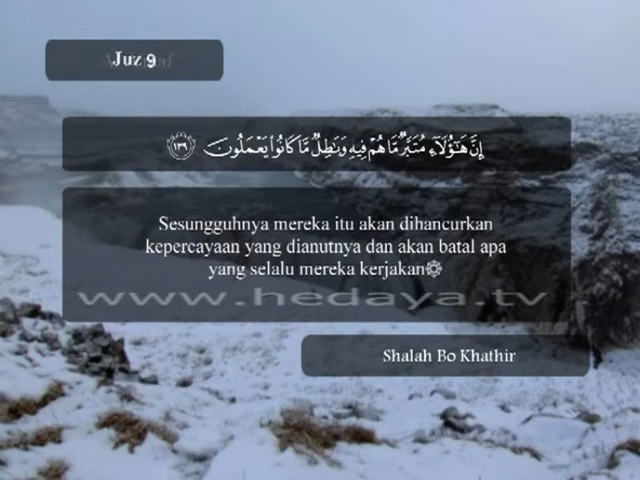 Juz 9
إِنَّ هَٰٓؤُلَآءِ مُتَبَّرٌ مَّا هُمْ فِيهِ وَبَٰطِلٌ مَّا كَانُوا۟ يَعْمَلُونَ ١٣٩
Sesungguhnya mereka itu akan dihancurkan
kepercayaan yang dianutnya dan akan batal apa
yang selalu mereka kerjakan۞
www.hedaya.tv
Shalah Bo Khathir